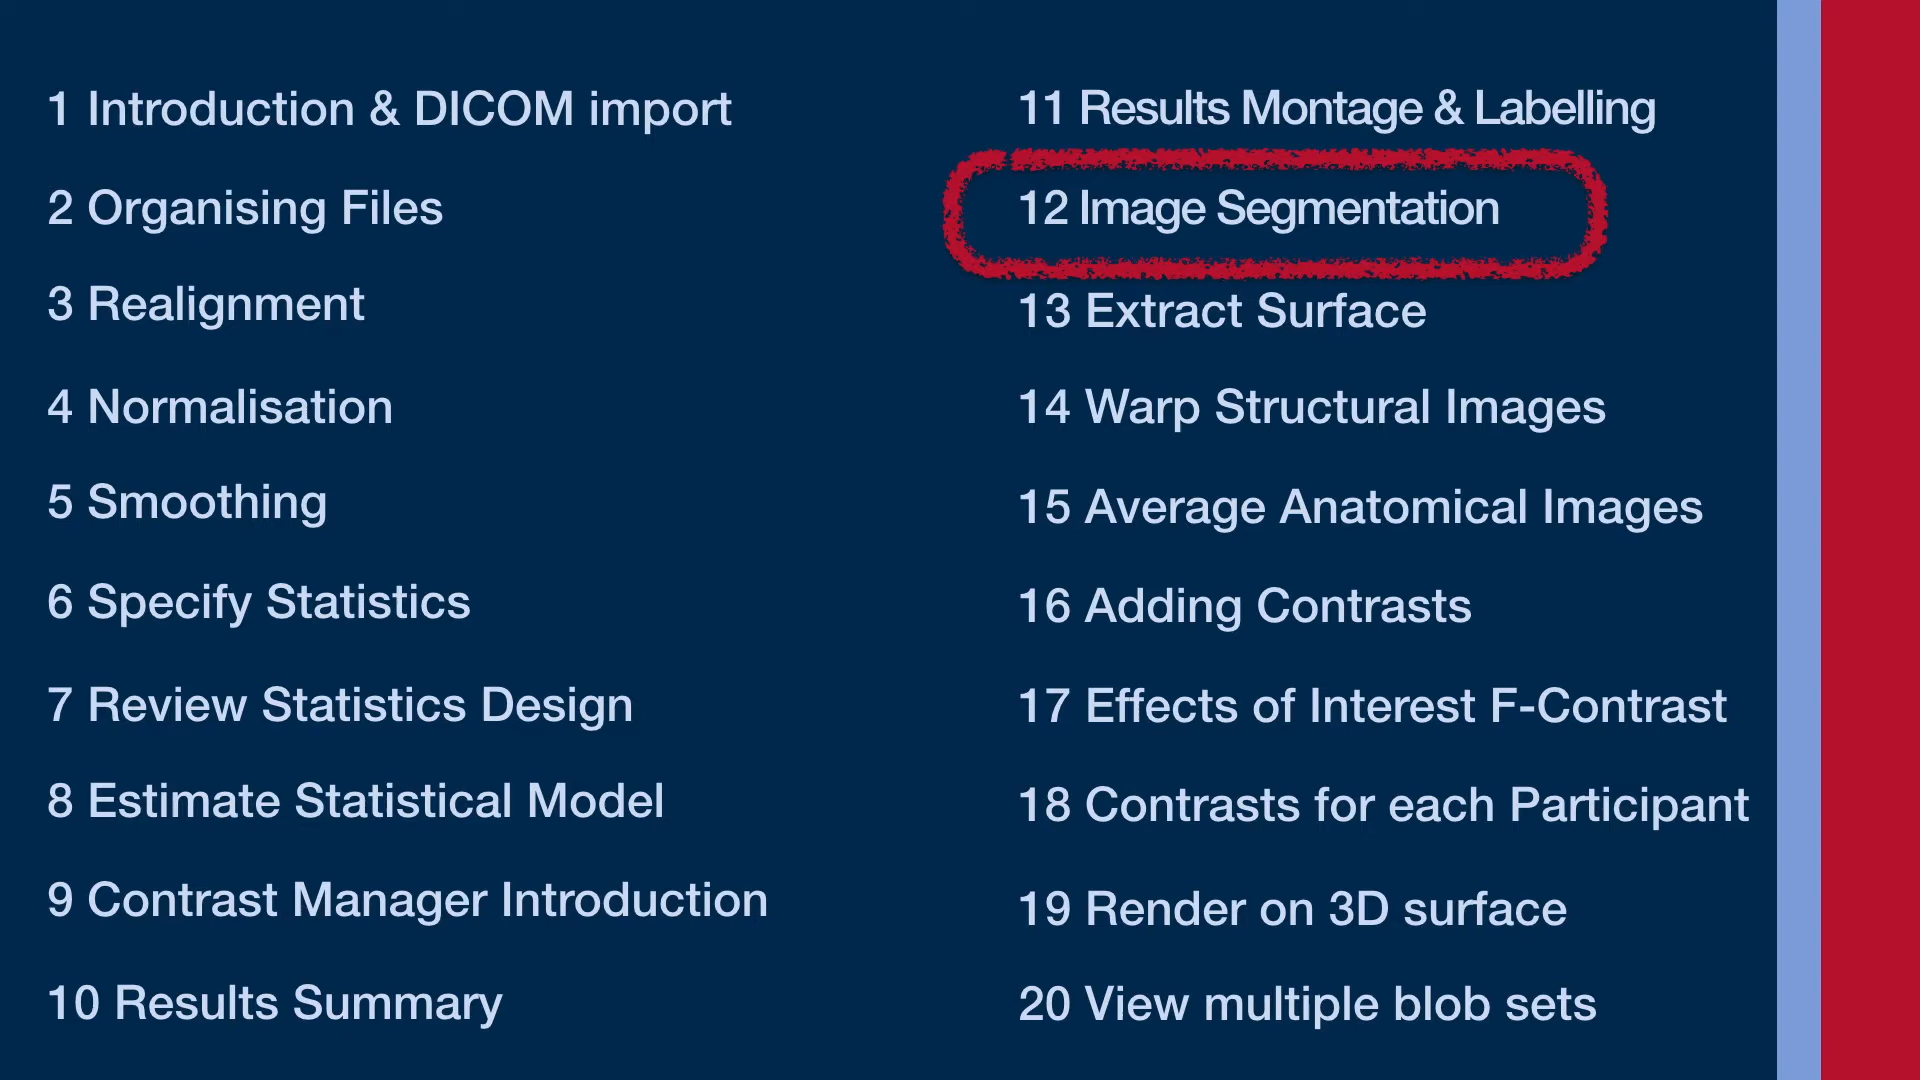 1 Introduction & DICOM import
2 Organising Files
3 Realignment
4 Normalisation
5 Smoothing
6 Specify Statistics
7 Review Statistics Design
8 Estimate Statistical Model
9 Contrast Manager Introduction
10 Results Summary
11 Results Montage & Labelling
12 Image Segmentation
13 Extract Surface
14 Warp Structural Images
15 Average Anatomical Images
16 Adding Contrasts
17 Effects of Interest F-Contrast
18 Contrasts for each Participant
19 Render on 3D surface
20 View multiple blob sets